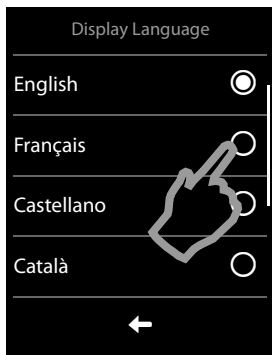 Display Language
English
Français
Castellano
Català